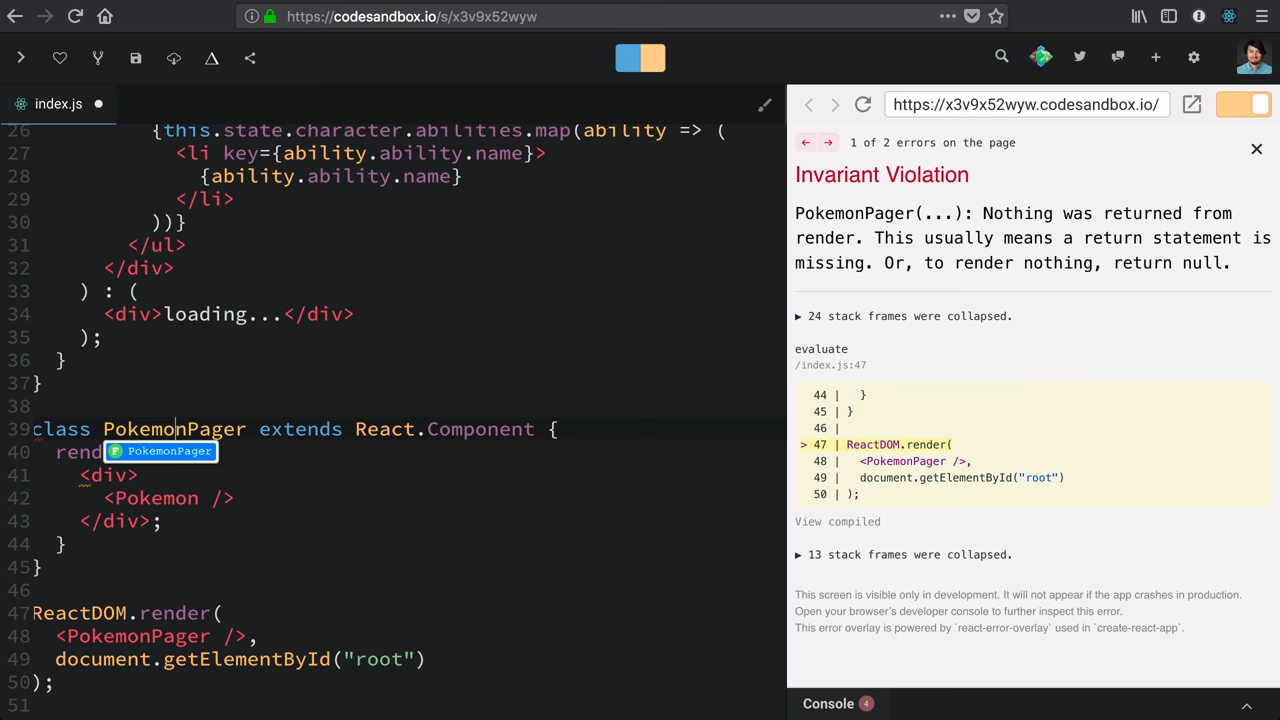 https://codesandbox.io/s/x3v9x52wyw
index.js
26 {this.state.character.abilities.map(ability => (
27 <li key={ability.ability.name}>
28 {ability.ability.name}
29 </li>
30 ))}
31 </ul>
32 </div>
33 ) : (
34 <div>loading...</div>
35 );
36 }
37 }
38
39 class PokemonPager extends React.Component {
40 rend
F PokemonPager
41 <div>
42 <Pokemon />
43 </div>;
44 }
45 }
46
47 ReactDOM.render(
48 <PokemonPager />,
49 document.getElementById("root")
50 );
51
https://x3v9x52wyw.codesandbox.io/
1 of 2 errors on the page
Invariant Violation
PokemonPager(...): Nothing was returned from
render. This usually means a return statement is
missing. Or, to render nothing, return null.
▶ 24 stack frames were collapsed.
evaluate
/index.js:47
44 | }
45 | }
46 |
> 47 | ReactDOM.render(
48 | <PokemonPager />,
49 | document.getElementById("root")
50 | );
View compiled
▶ 13 stack frames were collapsed.
This screen is visible only in development. It will not appear if the app crashes in production.
Open your browser’s developer console to further inspect this error.
This error overlay is powered by `react-error-overlay` used in `create-react-app`.
Console 4